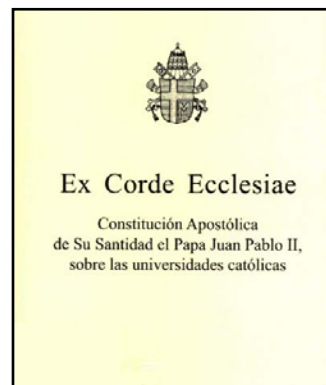 Ex Corde Ecclesiae
Constitución Apostólica
de Su Santidad el Papa Juan Pablo II,
sobre las universidades católicas